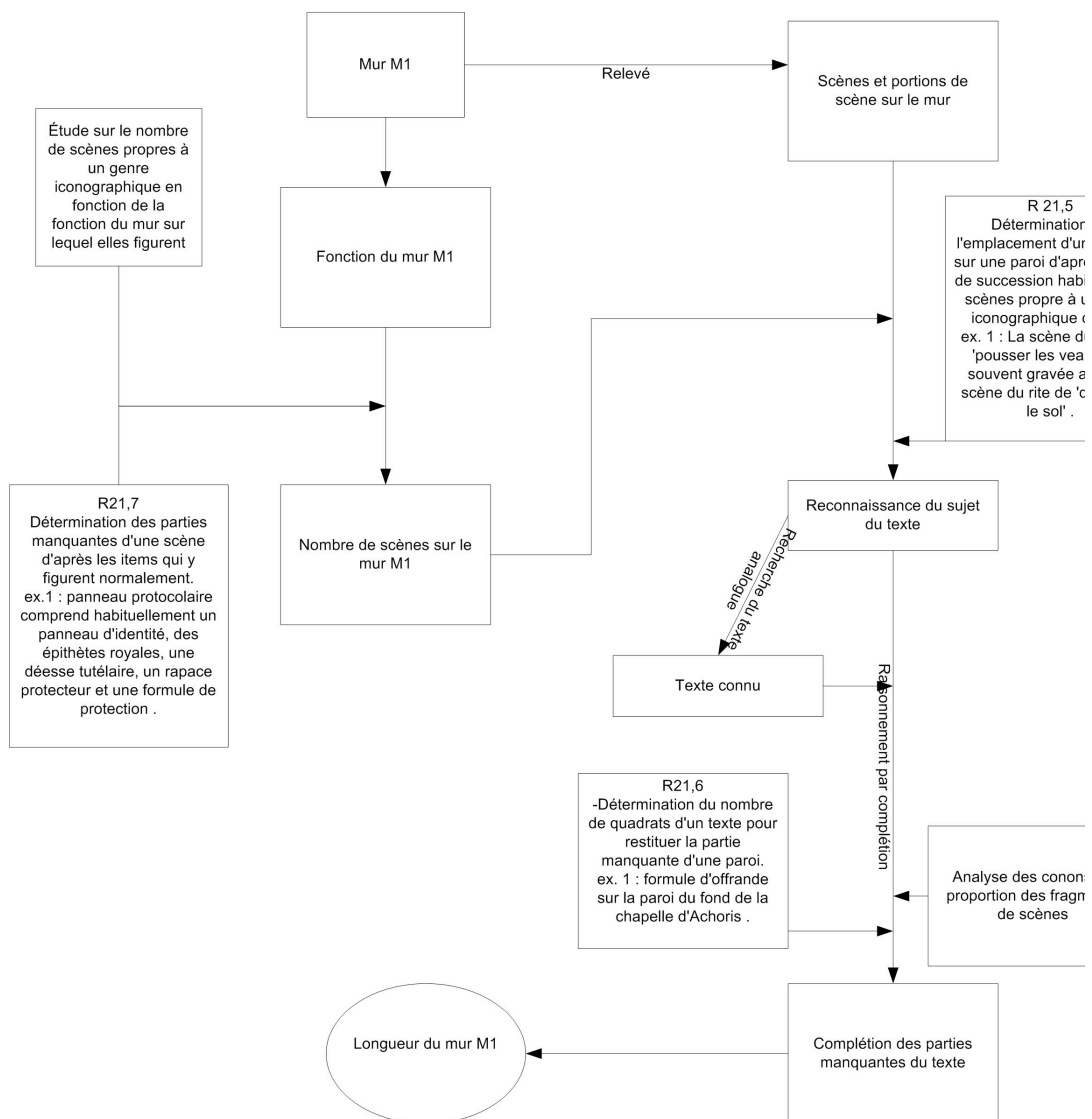 Mur M1
Relevé
Scènes et portions de
scène sur le mur
Étude sur le nombre
de scènes propres à
un genre
iconographique en
fonction de la
fonction du mur sur
lequel elles figurent
Fonction du mur M1
R 21,5
Détermination
l'emplacement d'un
sur une paroi d'apr
de succession habi
scènes propre à u
iconographique
ex. 1 : La scène du
'pousser les vea
souvent gravée a
scène du rite de
le sol' .
R21,7
Détermination des parties
manquantes d'une scène
d'après les items qui y
figurent normalement.
ex.1 : panneau protocolaire
comprend habituellement un
panneau d'identité, des
épithètes royales, une
déesse tutélaire, un rapace
protecteur et une formule de
protection .
Nombre de scènes sur le
mur M1
Reconnaissance du sujet
du texte
Recherche du texte
analogue
Texte connu
Raisonnement par complétion
R21,6
-Détermination du nombre
de quadrats d'un texte pour
restituer la partie
manquante d'une paroi.
ex. 1 : formule d'offrande
sur la paroi du fond de la
chapelle d'Achoris .
Analyse des conons
proportion des fragm
de scènes
Longueur du mur M1
Complétion des parties
manquantes du texte